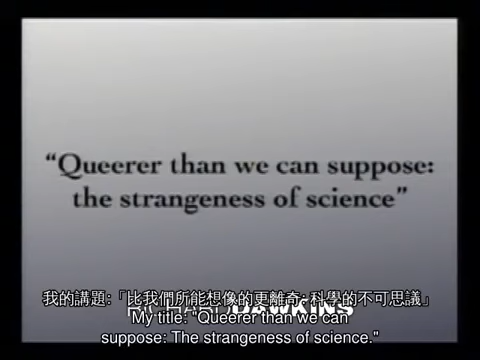 “Queerer than we can suppose:
the strangeness of science”
我的講題:「比我們所能想像的更離奇:科學的不可思議」
DAWKINS
My title: "Queerer than we can
suppose: The strangeness of science."